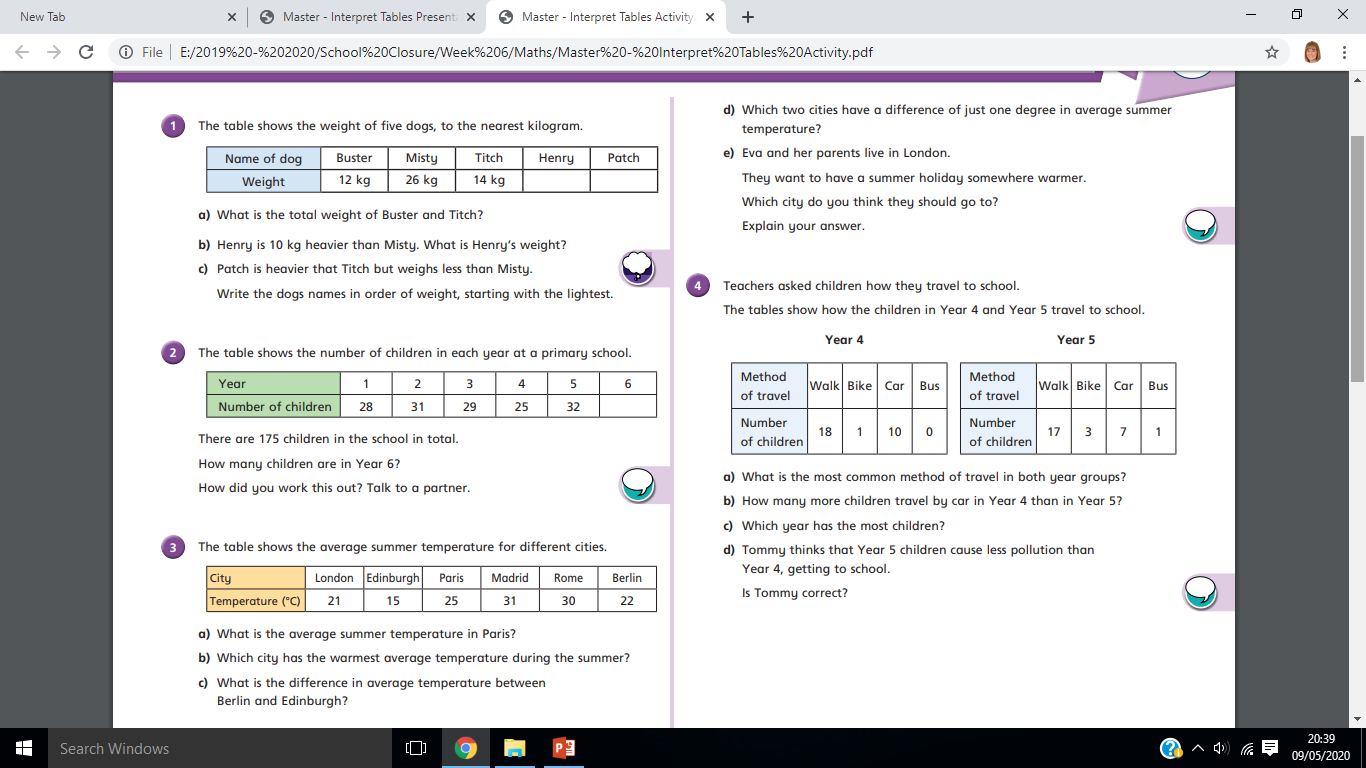 New Tab
Master - Interpret Tables Present
Master - Interpret Tables Activity
File
E:/2019%20-%202020/School%20Closure/Week%206/Maths/Master%20-%20Interpret%20Tables%20Activity.pdf
1 The table shows the weight of five dogs, to the nearest kilogram.
Name of dog Buster Misty Titch Henry Patch
Weight 12 kg 26 kg 14 kg
a) What is the total weight of Buster and Titch?
b) Henry is 10 kg heavier than Misty. What is Henry's weight?
c) Patch is heavier that Titch but weighs less than Misty.
Write the dogs names in order of weight, starting with the lightest.
2 The table shows the number of children in each year at a primary school.
Year 1 2 3 4 5 6
Number of children 28 31 29 25 32
There are 175 children in the school in total.
How many children are in Year 6?
How did you work this out? Talk to a partner.
3 The table shows the average summer temperature for different cities.
City London Edinburgh Paris Madrid Rome Berlin
Temperature (°C) 21 15 25 31 30 22
a) What is the average summer temperature in Paris?
b) Which city has the warmest average temperature during the summer?
c) What is the difference in average temperature between
Berlin and Edinburgh?
d) Which two cities have a difference of just one degree in average summer
temperature?
e) Eva and her parents live in London.
They want to have a summer holiday somewhere warmer.
Which city do you think they should go to?
Explain your answer.
4 Teachers asked children how they travel to school.
The tables show how the children in Year 4 and Year 5 travel to school.
Year 4
Method
of travel
Walk Bike Car Bus
Number
of children
18 1 10 0
Year 5
Method
of travel
Walk Bike Car Bus
Number
of children
17 3 7 1
a) What is the most common method of travel in both year groups?
b) How many more children travel by car in Year 4 than in Year 5?
c) Which year has the most children?
d) Tommy thinks that Year 5 children cause less pollution than
Year 4, getting to school.
Is Tommy correct?
Search Windows
20:39
09/05/2020